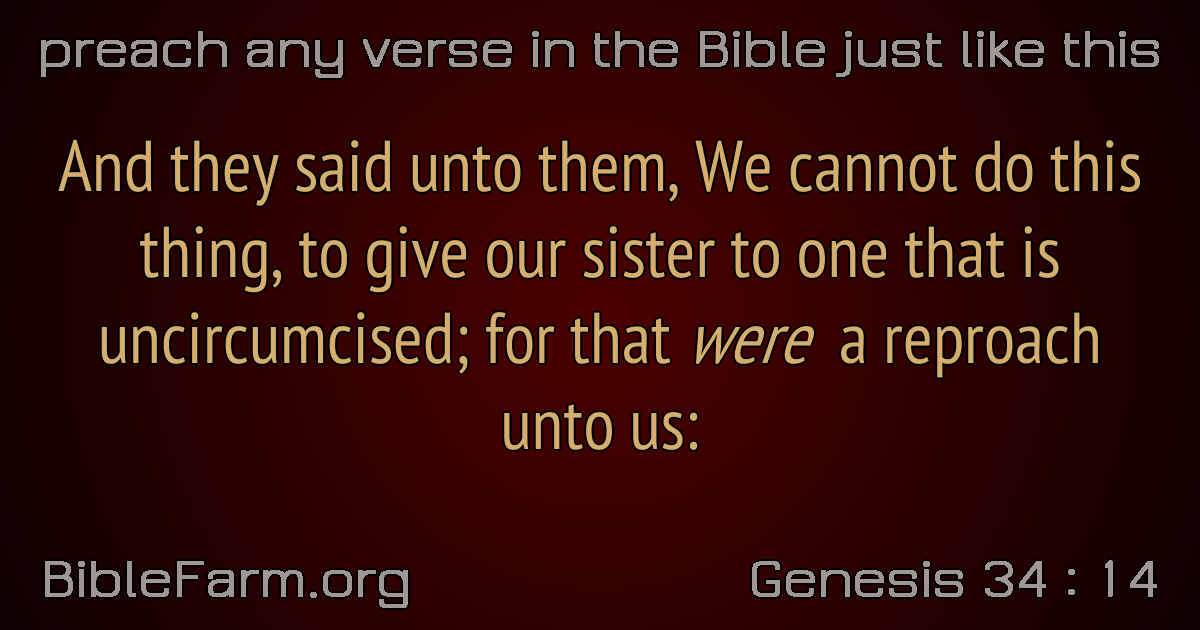 preach any verse in the Bible just like this
And they said unto them, We cannot do this
thing, to give our sister to one that is
uncircumcised; for that were a reproach
unto us:
BibleFarm.org
Genesis 34 : 14